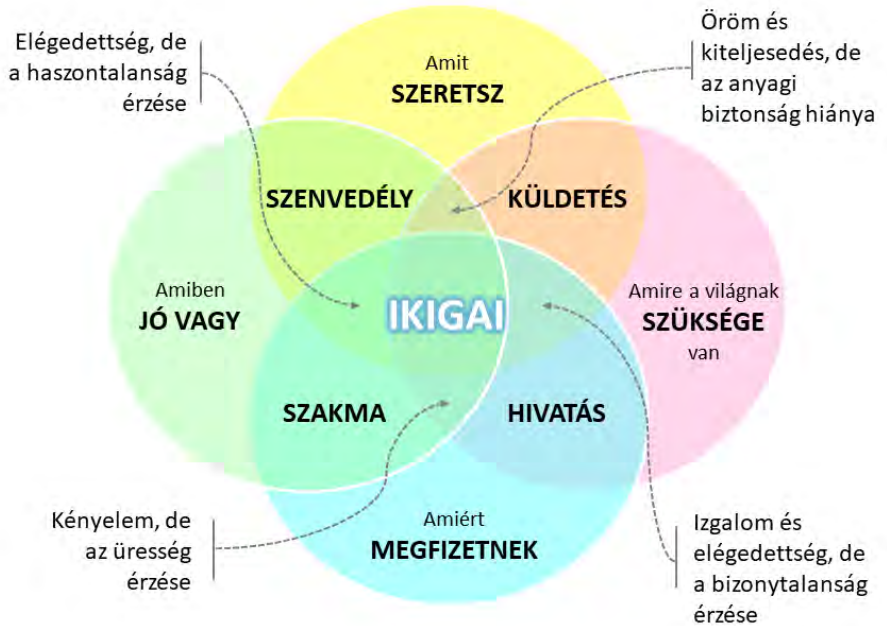 Elégedettség, de
a haszontalanság
érzése
Öröm és
kiteljesedés, de
az anyagi
biztonság hiánya
Amit
SZERETSZ
SZENVEDÉLY
KÜLDETÉS
Amiben
JÓ VAGY
IKIGAI
Amire a világnak
SZÜKSÉGE
van
SZAKMA
HIVATÁS
Amiért
MEGFIZETNEK
Kényelem, de
az üresség
érzése
Izgalom és
elégedettség, de
a bizonytalanság
érzése